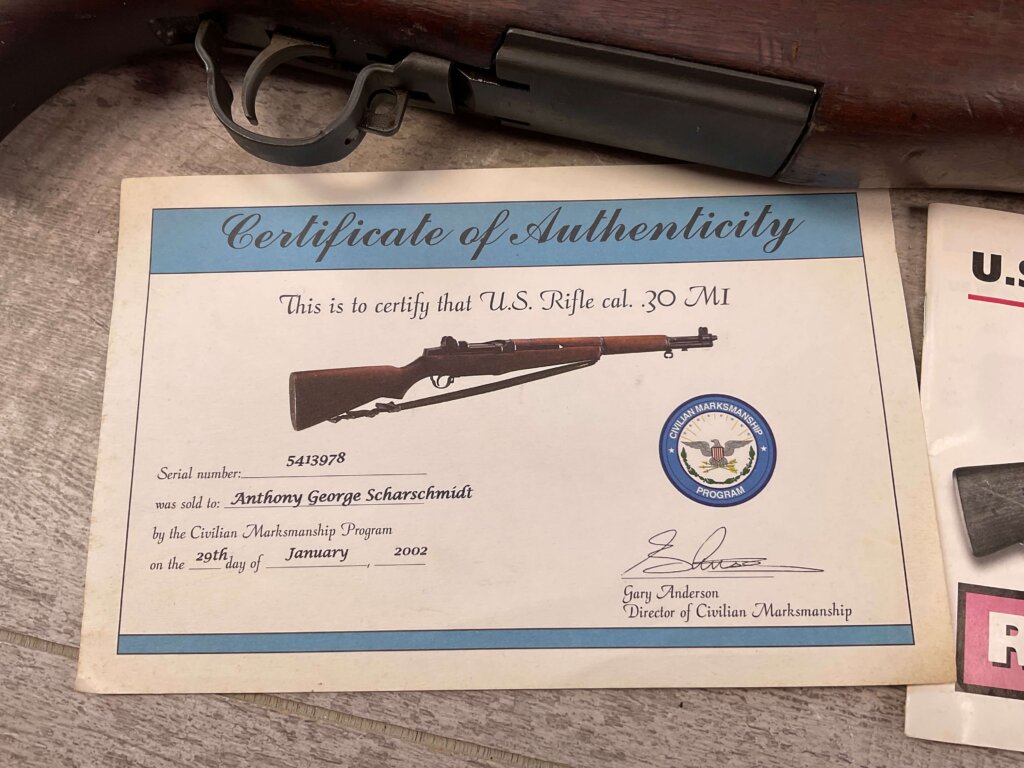 Certificate of Authenticity
This is to certify that U.S. Rifle cal. .30 M1
CIVILIAN MARKSMANSHIP
PROGRAM
Serial number: 5413978
was sold to: Anthony George Scharschmidt
by the Civilian Marksmanship Program
on the 29th day of January, 2002
Gary Anderson
Director of Civilian Marksmanship
U.S
R